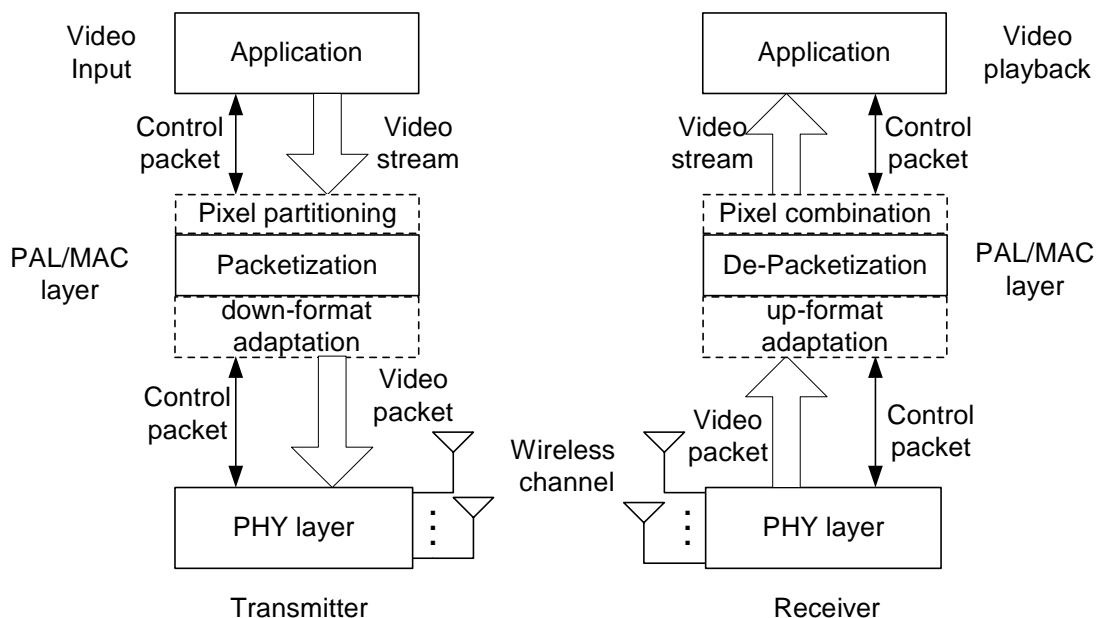 Video
Input
Application
Control
packet
Video
stream
Pixel partitioning
PAL/MAC
layer
Packetization
down-format
adaptation
Control
packet
Video
packet
PHY layer
Transmitter
Wireless
channel
Application
Video
playback
Video
stream
Control
packet
Pixel combination
De-Packetization
PAL/MAC
layer
up-format
adaptation
Video
packet
Control
packet
PHY layer
Receiver